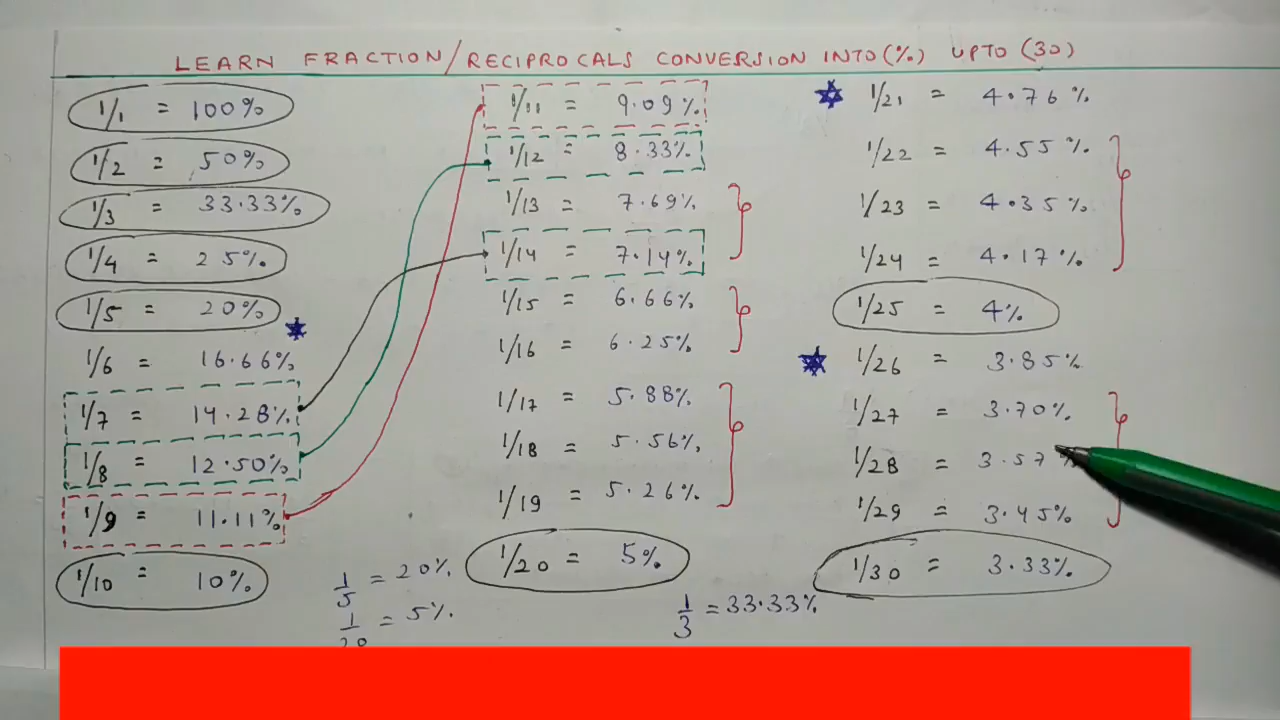 LEARN FRACTION/RECIPROCALS CONVERSION INTO(%) UPTO (30)
1/1 = 100%
1/2 = 50%
1/3 = 33.33%
1/4 = 25%
1/5 = 20%
1/6 = 16.66%
1/7 = 14.28%
1/8 = 12.50%
1/9 = 11.11%
1/10 = 10%
1/11 = 9.09%
1/12 = 8.33%
1/13 = 7.69%
1/14 = 7.14%
1/15 = 6.66%
1/16 = 6.25%
1/17 = 5.88%
1/18 = 5.56%
1/19 = 5.26%
1/20 = 5%
1/21 = 4.76%
1/22 = 4.55%
1/23 = 4.35%
1/24 = 4.17%
1/25 = 4%
1/26 = 3.85%
1/27 = 3.70%
1/28 = 3.57%
1/29 = 3.45%
1/30 = 3.33%
1/5 = 20%
1/20 = 5%
1/3 = 33.33%